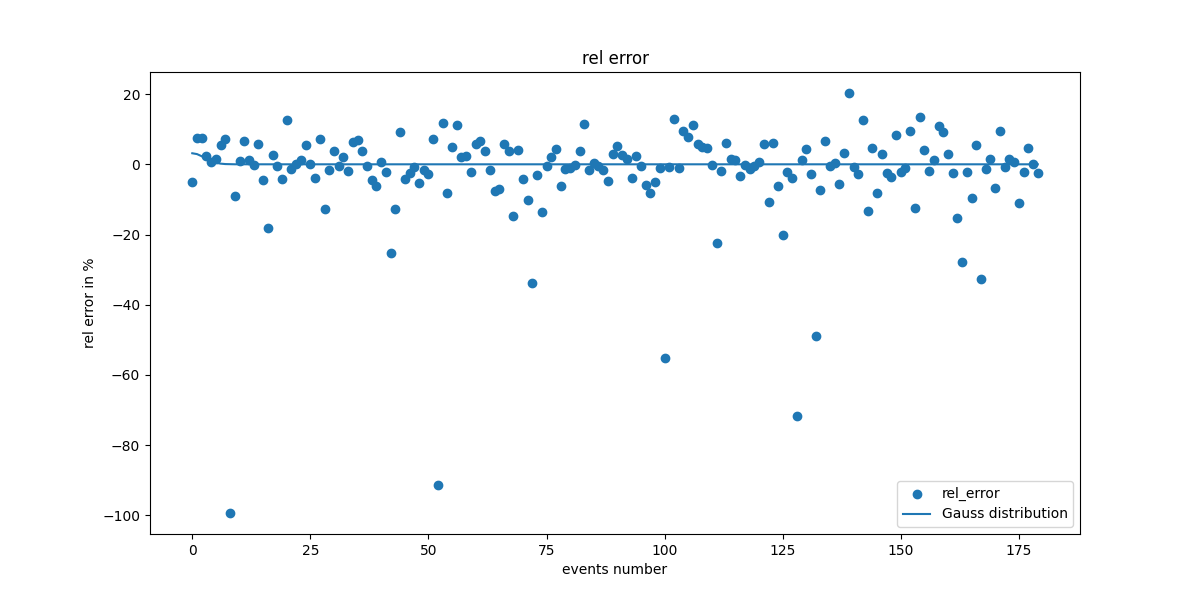 rel error
rel error in %
20
0
−20
−40
−60
−80
−100
0 25 50 75 100 125 150 175
events number
rel_error
Gauss distribution